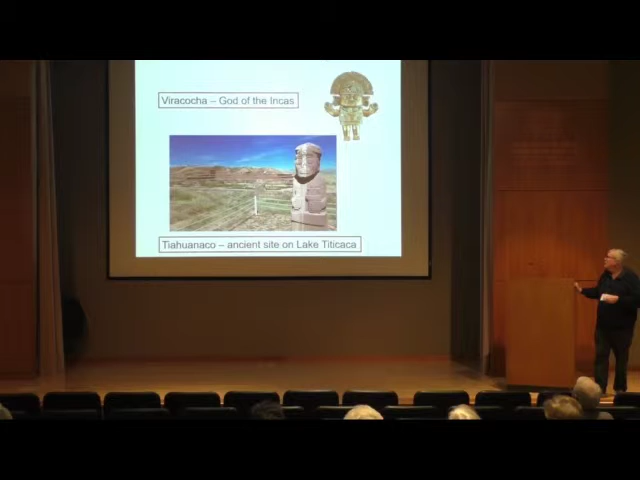 Viracocha – God of the Incas
Tiahuanaco – ancient site on Lake Titicaca